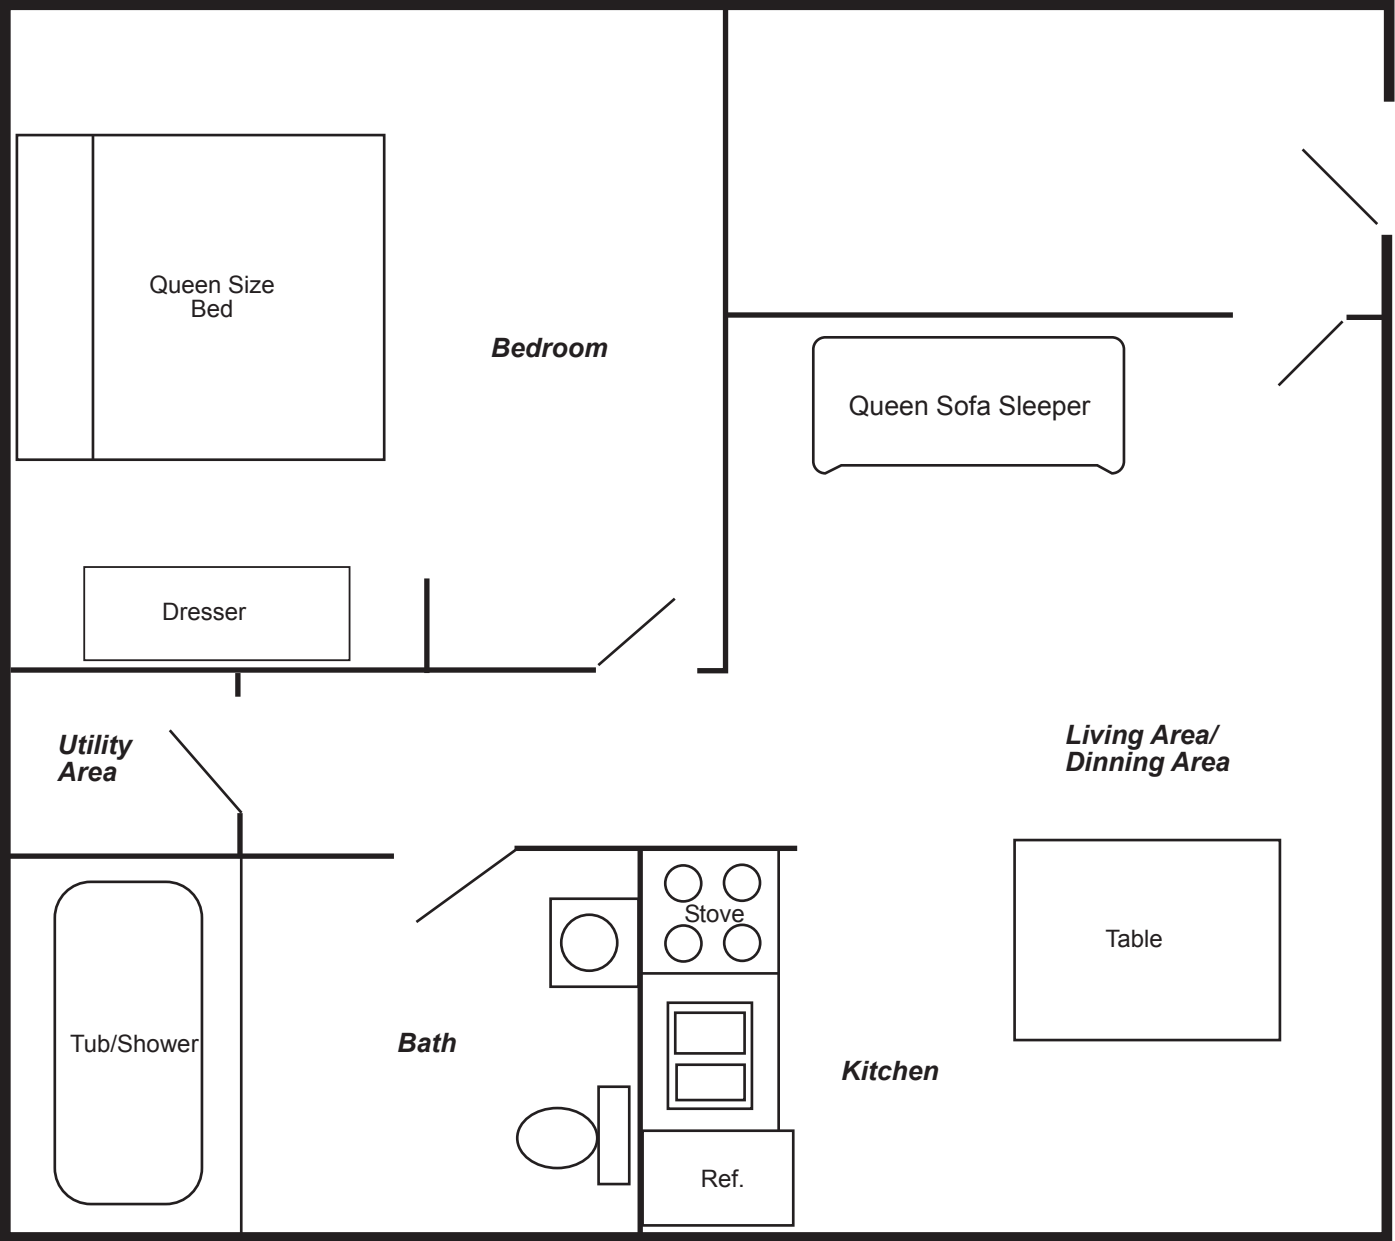 Queen Size
Bed
Bedroom
Queen Sofa Sleeper
Dresser
Utility
Area
Living Area/
Dinning Area
Stove
Table
Tub/Shower
Bath
Kitchen
Ref.